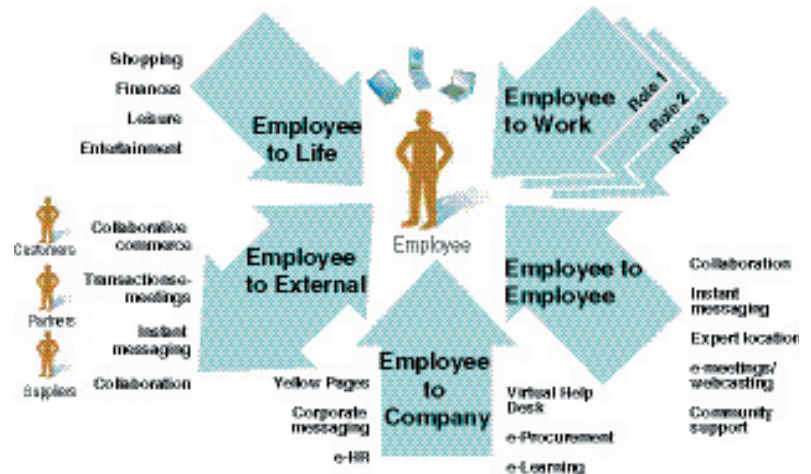 Shopping
Finances
Leisure
Entertainment
Employee
to Life
Employee
to Work
Role 1
Role 2
Role 3
Employee
Customers
Partners
Suppliers
Collaborative
commerce
Transactionse-
meetings
Instant
messaging
Collaboration
Employee
to External
Employee to
Employee
Collaboration
Instant
messaging
Expert location
e-meetings/
webcasting
Community
support
Employee
to
Company
Yellow Pages
Corporate
messaging
e-HR
Virtual Help
Desk
e-Procurement
e-Learning